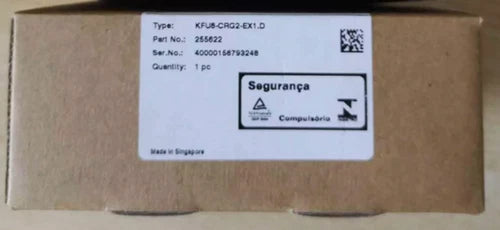 Type: KFU8-CRG2-EX1.D
Part No.: 255622
Ser.No.: 40000156793248
Quantity: 1 pc
Segurança
Compulsório
Made in Singapore